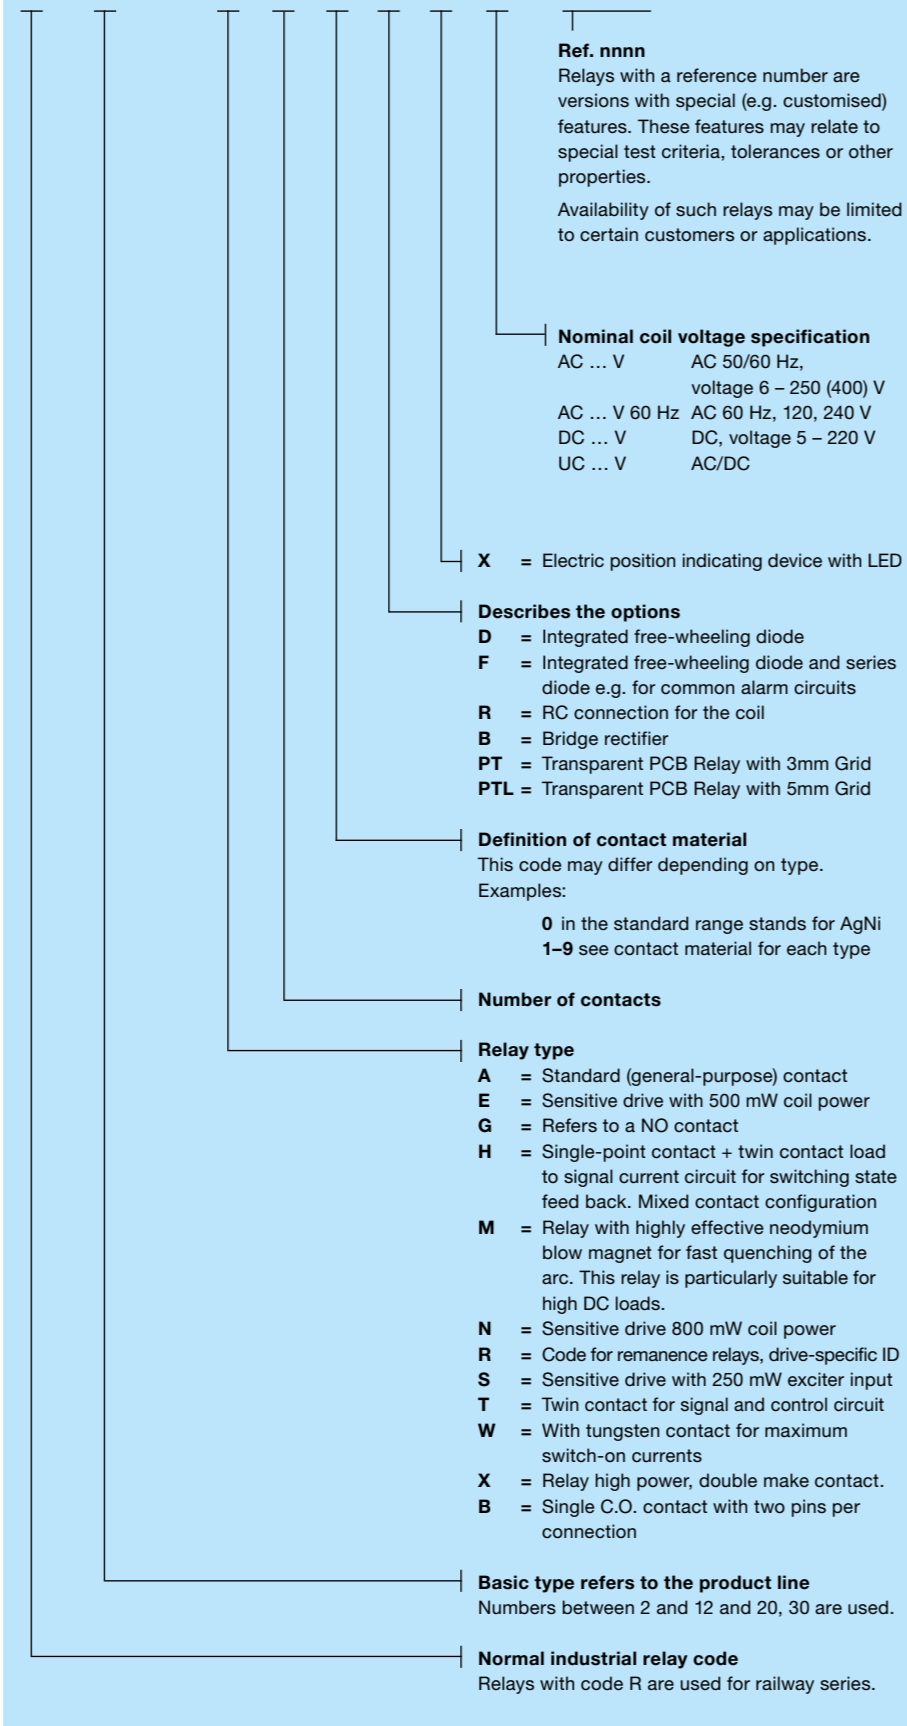 Ref. nnnn
Relays with a reference number are
versions with special (e.g. customised)
features. These features may relate to
special test criteria, tolerances or other
properties.
Availability of such relays may be limited
to certain customers or applications.
Nominal coil voltage specification
AC ... V AC 50/60 Hz,
voltage 6 – 250 (400) V
AC ... V 60 Hz AC 60 Hz, 120, 240 V
DC ... V DC, voltage 5 – 220 V
UC ... V AC/DC
X = Electric position indicating device with LED
Describes the options
D = Integrated free-wheeling diode
F = Integrated free-wheeling diode and series
diode e.g. for common alarm circuits
R = RC connection for the coil
B = Bridge rectifier
PT = Transparent PCB Relay with 3mm Grid
PTL = Transparent PCB Relay with 5mm Grid
Definition of contact material
This code may differ depending on type.
Examples:
0 in the standard range stands for AgNi
1–9 see contact material for each type
Number of contacts
Relay type
A = Standard (general-purpose) contact
E = Sensitive drive with 500 mW coil power
G = Refers to a NO contact
H = Single-point contact + twin contact load
to signal current circuit for switching state
feed back. Mixed contact configuration
M = Relay with highly effective neodymium
blow magnet for fast quenching of the
arc. This relay is particularly suitable for
high DC loads.
N = Sensitive drive 800 mW coil power
R = Code for remanence relays, drive-specific ID
S = Sensitive drive with 250 mW exciter input
T = Twin contact for signal and control circuit
W = With tungsten contact for maximum
switch-on currents
X = Relay high power, double make contact.
B = Single C.O. contact with two pins per
connection
Basic type refers to the product line
Numbers between 2 and 12 and 20, 30 are used.
Normal industrial relay code
Relays with code R are used for railway series.